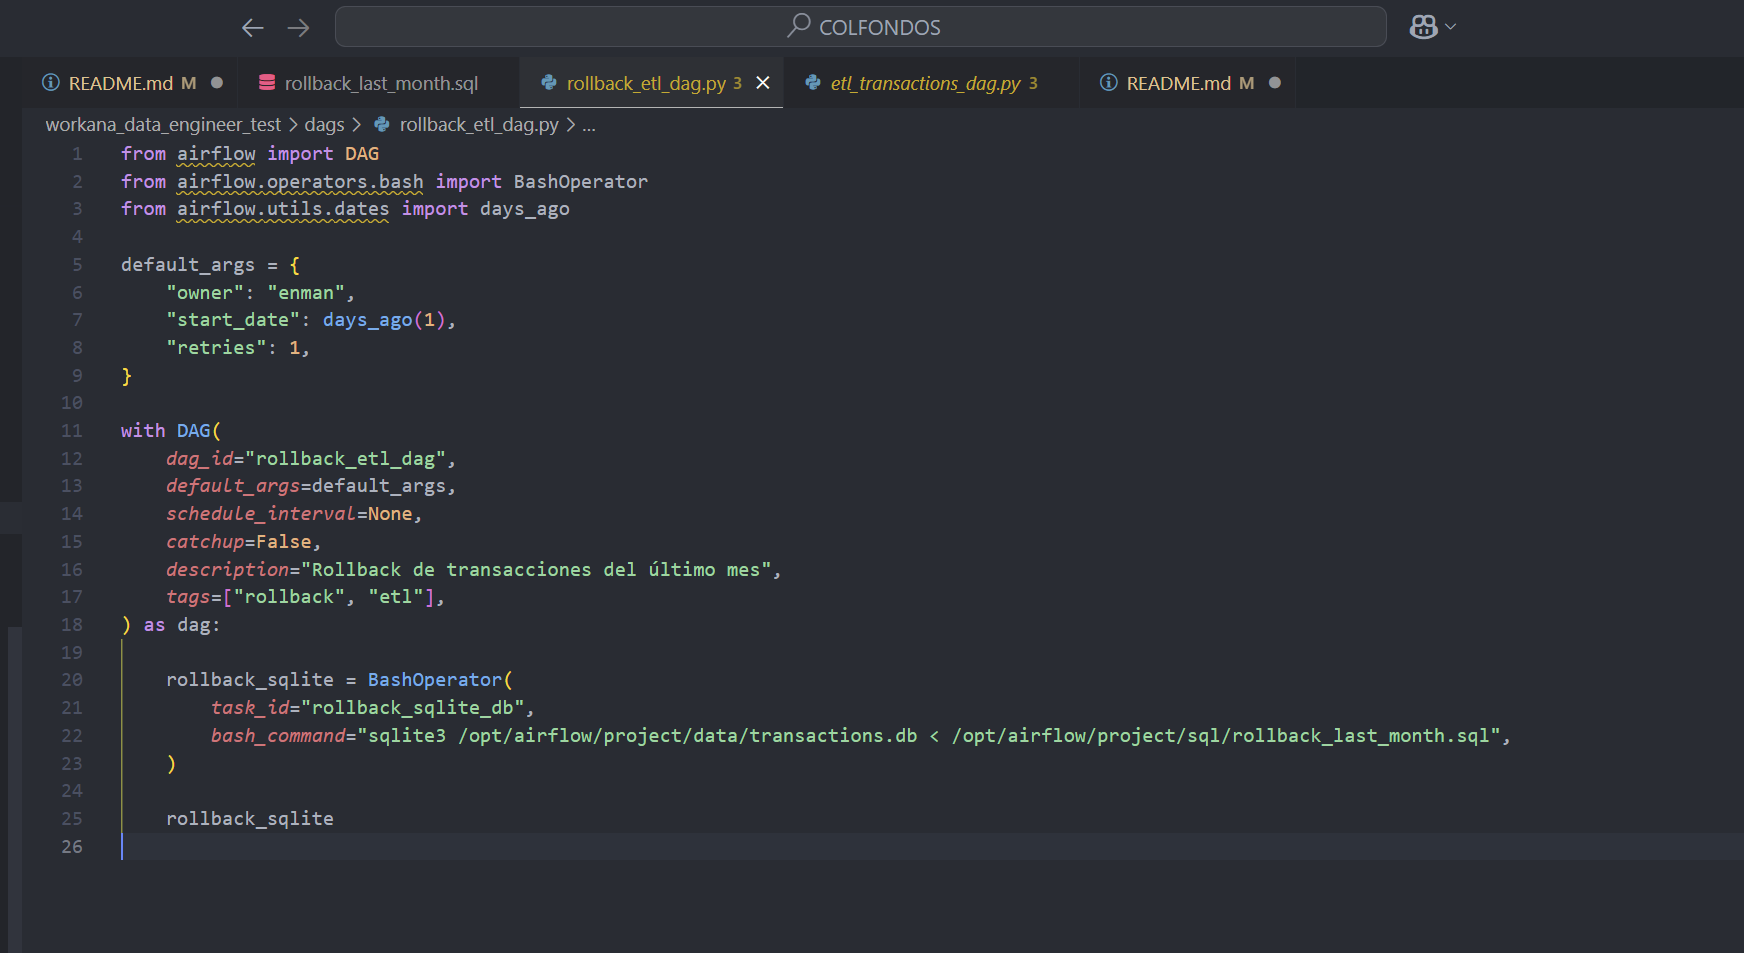 COLFONDOS
README.md M
rollback_last_month.sql
rollback_etl_dag.py 3
etl_transactions_dag.py 3
README.md M
workana_data_engineer_test > dags > rollback_etl_dag.py > ...
1 from airflow import DAG
2 from airflow.operators.bash import BashOperator
3 from airflow.utils.dates import days_ago
4
5 default_args = {
6     "owner": "enman",
7     "start_date": days_ago(1),
8     "retries": 1,
9 }
10
11 with DAG(
12     dag_id="rollback_etl_dag",
13     default_args=default_args,
14     schedule_interval=None,
15     catchup=False,
16     description="Rollback de transacciones del último mes",
17     tags=["rollback", "etl"],
18 ) as dag:
19
20     rollback_sqlite = BashOperator(
21         task_id="rollback_sqlite_db",
22         bash_command="sqlite3 /opt/airflow/project/data/transactions.db < /opt/airflow/project/sql/rollback_last_month.sql",
23     )
24
25     rollback_sqlite
26